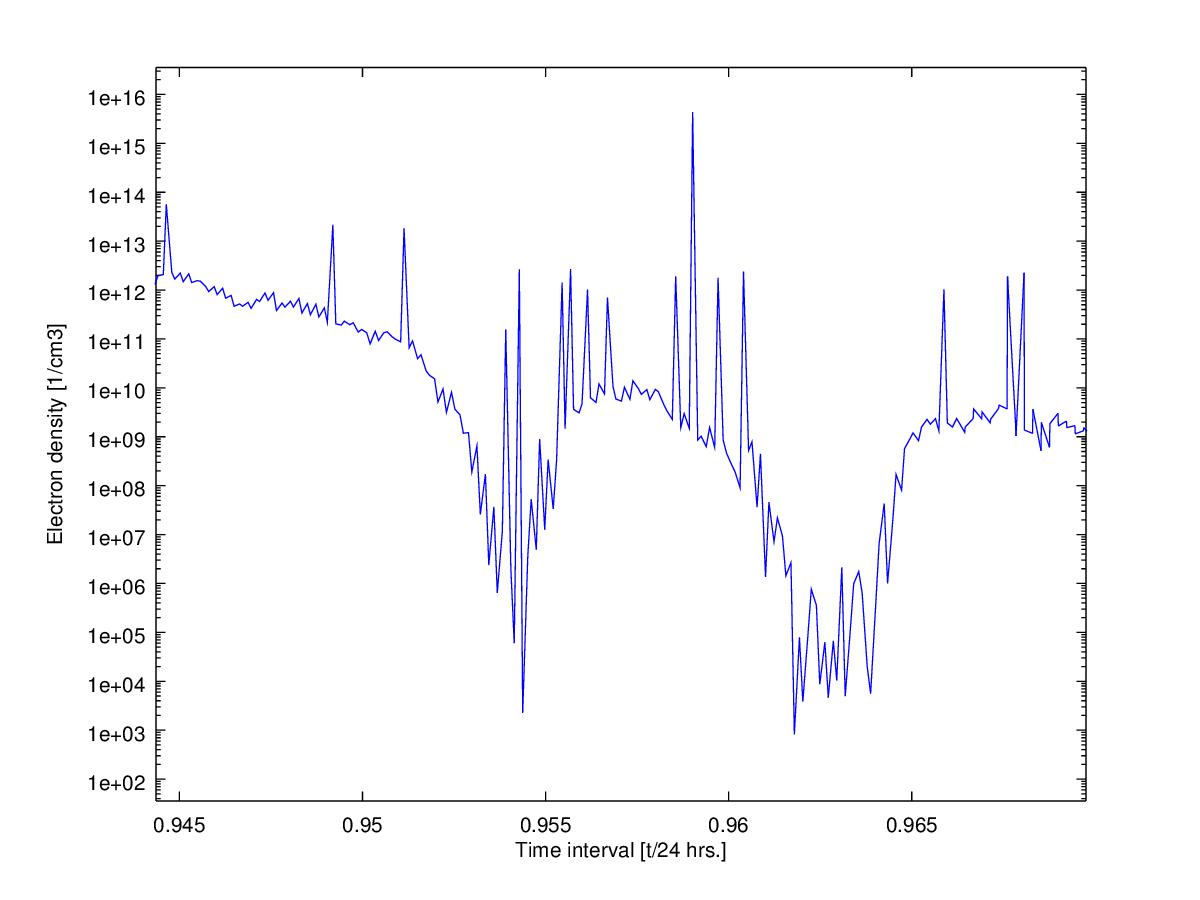 1e+16
1e+15
1e+14
1e+13
1e+12
1e+11
1e+10
1e+09
1e+08
1e+07
1e+06
1e+05
1e+04
1e+03
1e+02
Electron density [1/cm3]
0.945 0.95 0.955 0.96 0.965
Time interval [t/24 hrs.]